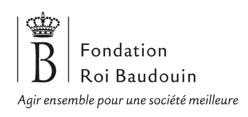 B
Fondation
Roi Baudouin
Agir ensemble pour une société meilleure